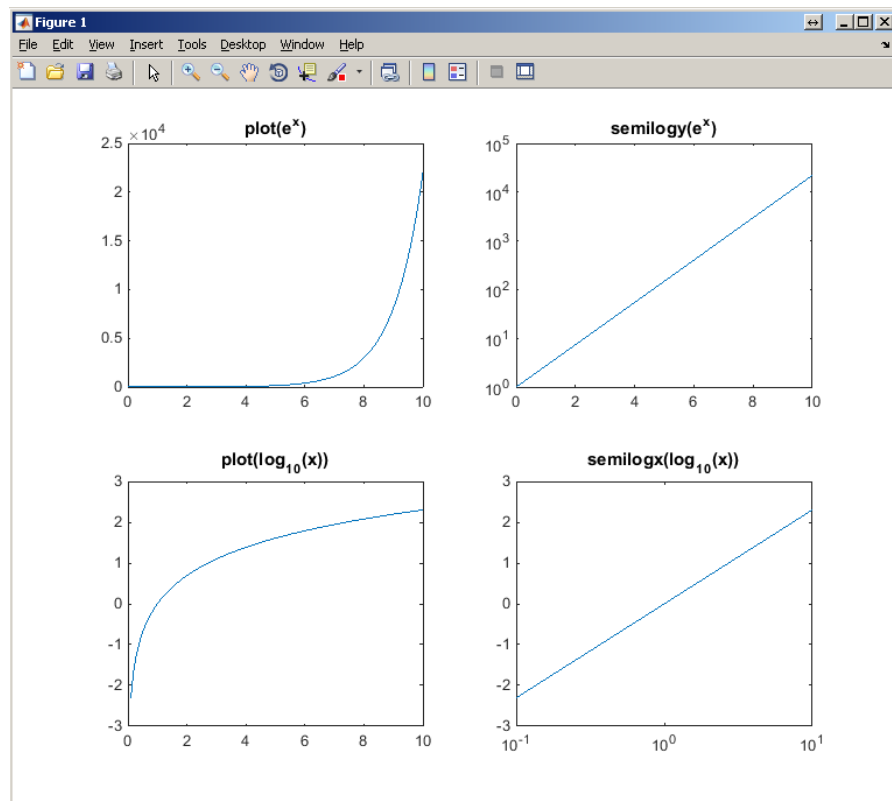 Figure 1
File Edit View Insert Tools Desktop Window Help
plot(e^x)
×10^4
2.5
2
1.5
1
0.5
0
0 2 4 6 8 10
semilogy(e^x)
10^5
10^4
10^3
10^2
10^1
10^0
0 2 4 6 8 10
plot(log_10(x))
3
2
1
0
-1
-2
-3
0 2 4 6 8 10
semilogx(log_10(x))
3
2
1
0
-1
-2
-3
10^-1 10^0 10^1